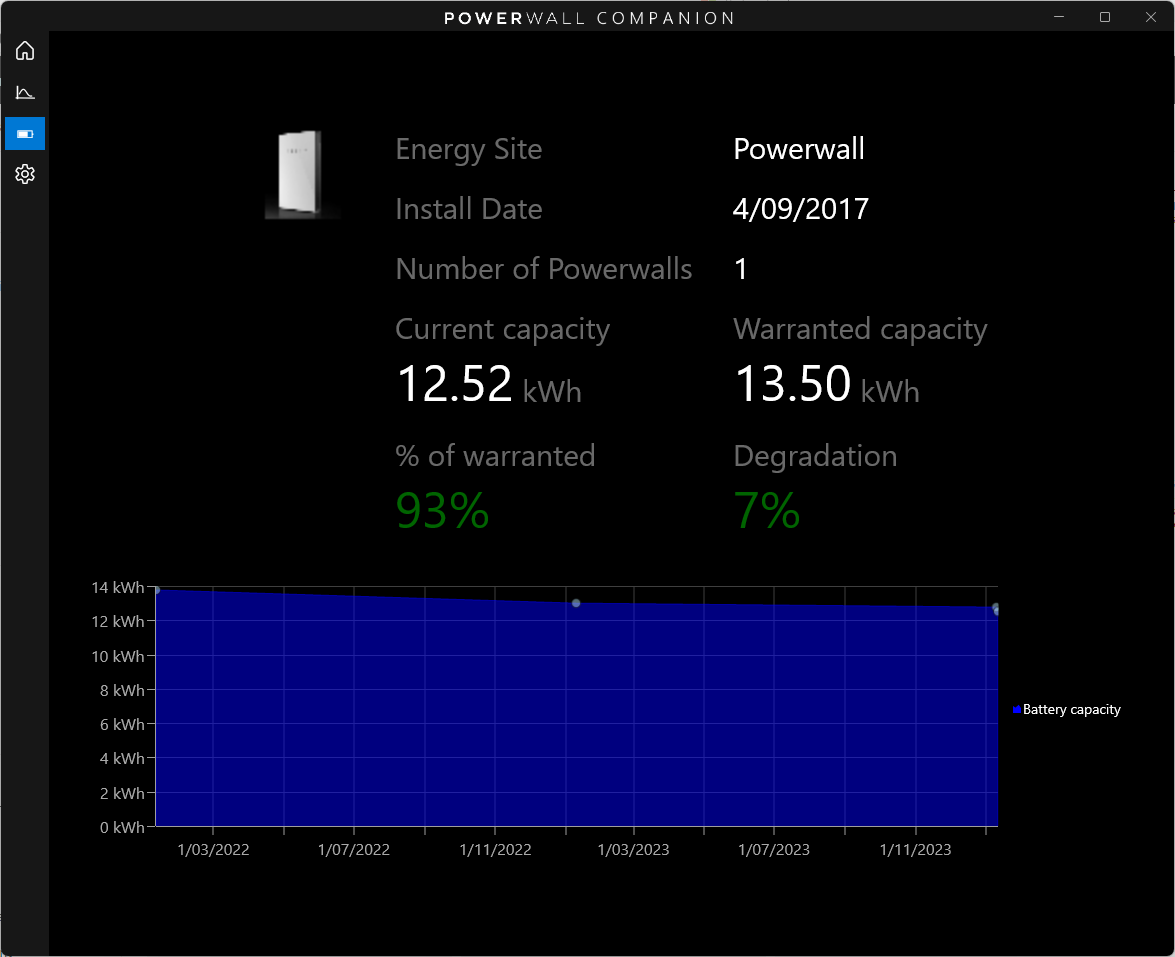 POWERWALL COMPANION
Energy Site Powerwall
Install Date 4/09/2017
Number of Powerwalls 1
Current capacity Warranted capacity
12.52 kWh 13.50 kWh
% of warranted Degradation
93% 7%
14 kWh
12 kWh
10 kWh
8 kWh
6 kWh
4 kWh
2 kWh
0 kWh
Battery capacity
1/03/2022 1/07/2022 1/11/2022 1/03/2023 1/07/2023 1/11/2023